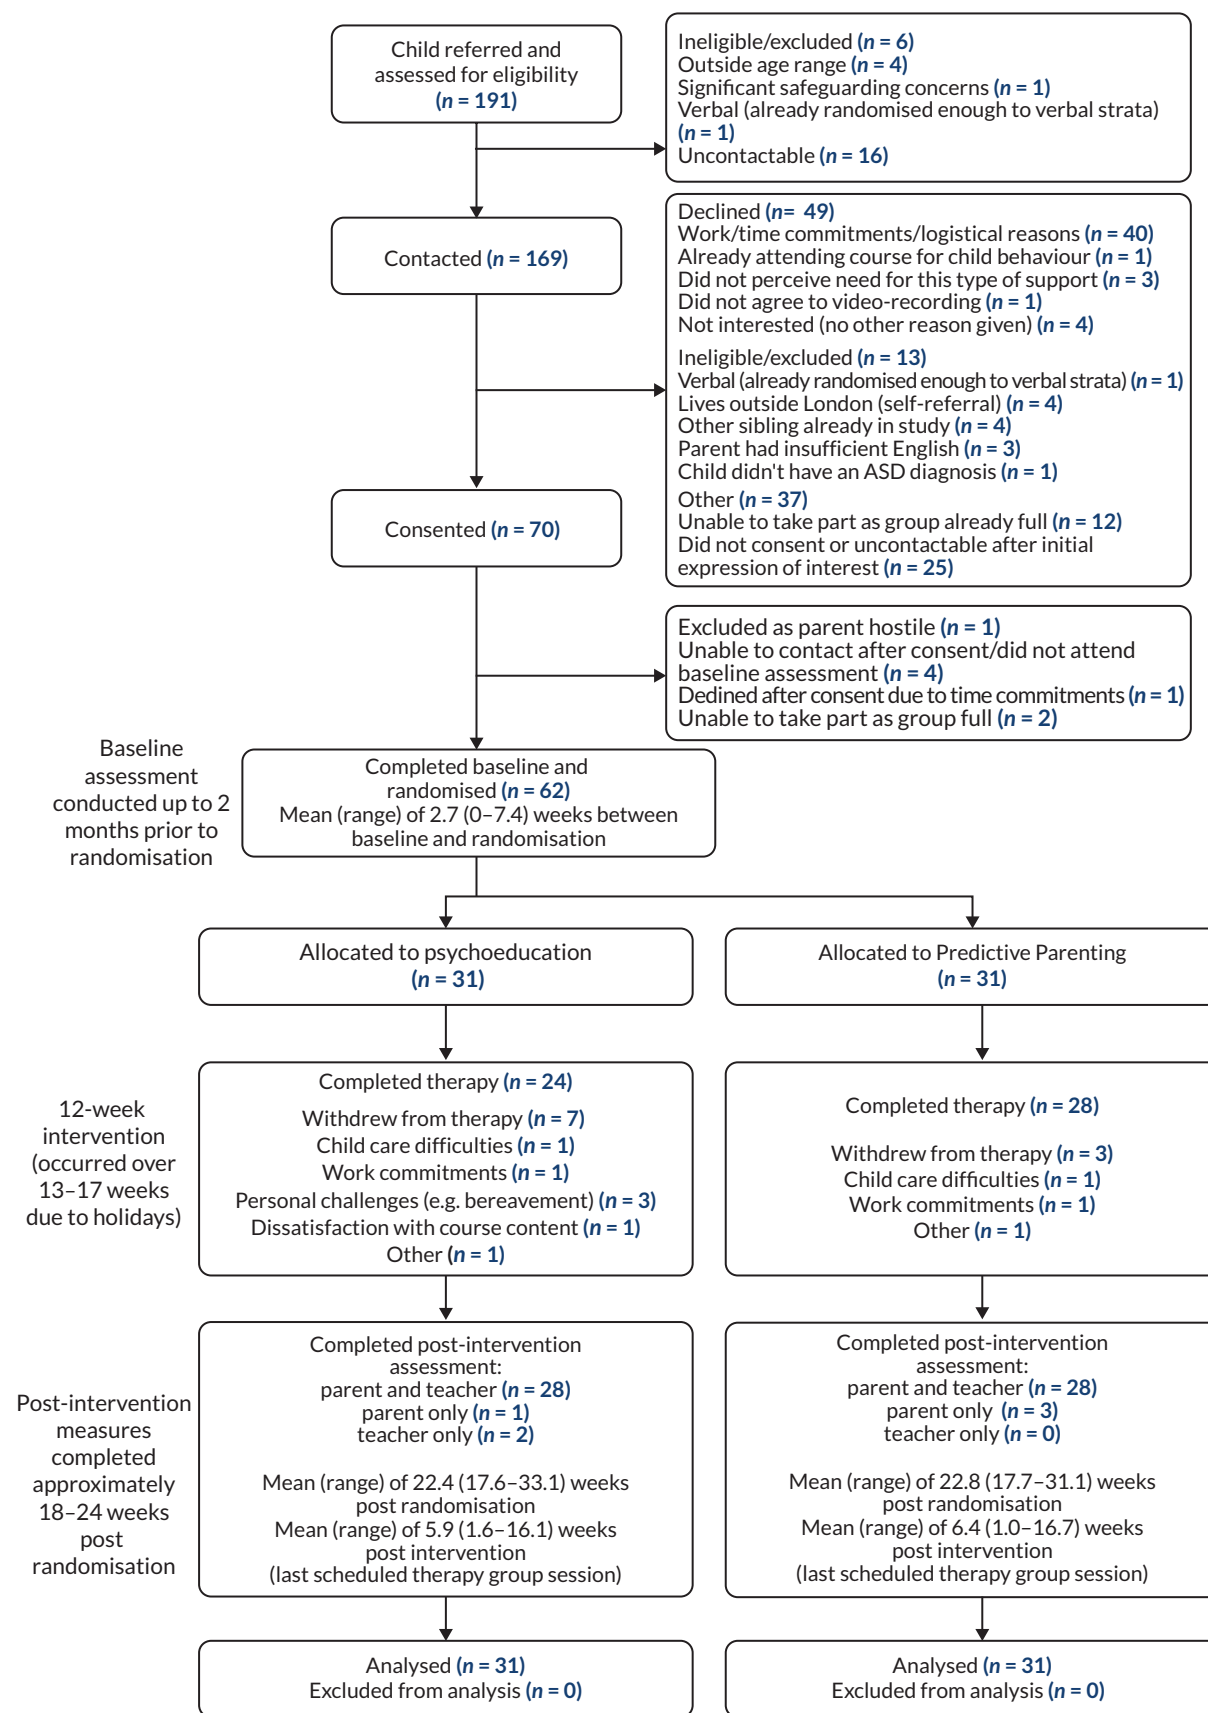 Child referred and
assessed for eligibility
(n = 191)
Ineligible/excluded (n = 6)
Outside age range (n = 4)
Significant safeguarding concerns (n = 1)
Verbal (already randomised enough to verbal strata)
(n = 1)
Uncontactable (n = 16)
Contacted (n = 169)
Declined (n= 49)
Work/time commitments/logistical reasons (n = 40)
Already attending course for child behaviour (n = 1)
Did not perceive need for this type of support (n = 3)
Did not agree to video-recording (n = 1)
Not interested (no other reason given) (n = 4)
Ineligible/excluded (n = 13)
Verbal (already randomised enough to verbal strata) (n = 1)
Lives outside London (self-referral) (n = 4)
Other sibling already in study (n = 4)
Parent had insufficient English (n = 3)
Child didn't have an ASD diagnosis (n = 1)
Other (n = 37)
Unable to take part as group already full (n = 12)
Did not consent or uncontactable after initial
expression of interest (n = 25)
Consented (n = 70)
Excluded as parent hostile (n = 1)
Unable to contact after consent/did not attend
baseline assessment (n = 4)
Dedined after consent due to time commitments (n = 1)
Unable to take part as group full (n = 2)
Baseline
assessment
conducted up to 2
months prior to
randomisation
Completed baseline and
randomised (n = 62)
Mean (range) of 2.7 (0–7.4) weeks between
baseline and randomisation
Allocated to psychoeducation
(n = 31)
Allocated to Predictive Parenting
(n = 31)
12-week
intervention
(occurred over
13–17 weeks
due to holidays)
Completed therapy (n = 24)
Withdrew from therapy (n = 7)
Child care difficulties (n = 1)
Work commitments (n = 1)
Personal challenges (e.g. bereavement) (n = 3)
Dissatisfaction with course content (n = 1)
Other (n = 1)
Completed therapy (n = 28)
Withdrew from therapy (n = 3)
Child care difficulties (n = 1)
Work commitments (n = 1)
Other (n = 1)
Post-intervention
measures
completed
approximately
18–24 weeks
post
randomisation
Completed post-intervention
assessment:
parent and teacher (n = 28)
parent only (n = 1)
teacher only (n = 2)
Mean (range) of 22.4 (17.6–33.1) weeks
post randomisation
Mean (range) of 5.9 (1.6–16.1) weeks
post intervention
(last scheduled therapy group session)
Completed post-intervention
assessment:
parent and teacher (n = 28)
parent only (n = 3)
teacher only (n = 0)
Mean (range) of 22.8 (17.7–31.1) weeks
post randomisation
Mean (range) of 6.4 (1.0–16.7) weeks
post intervention
(last scheduled therapy group session)
Analysed (n = 31)
Excluded from analysis (n = 0)
Analysed (n = 31)
Excluded from analysis (n = 0)